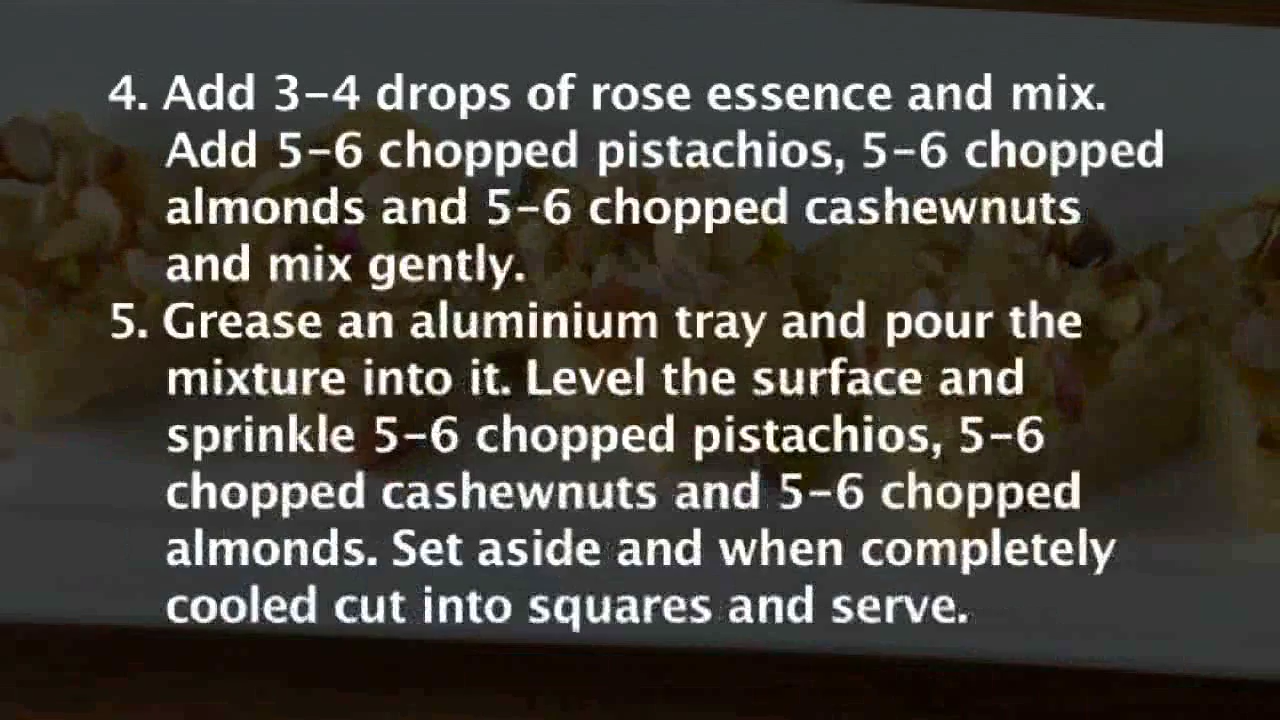 4. Add 3-4 drops of rose essence and mix.
Add 5-6 chopped pistachios, 5-6 chopped
almonds and 5-6 chopped cashewnuts
and mix gently.
5. Grease an aluminium tray and pour the
mixture into it. Level the surface and
sprinkle 5-6 chopped pistachios, 5-6
chopped cashewnuts and 5-6 chopped
almonds. Set aside and when completely
cooled cut into squares and serve.